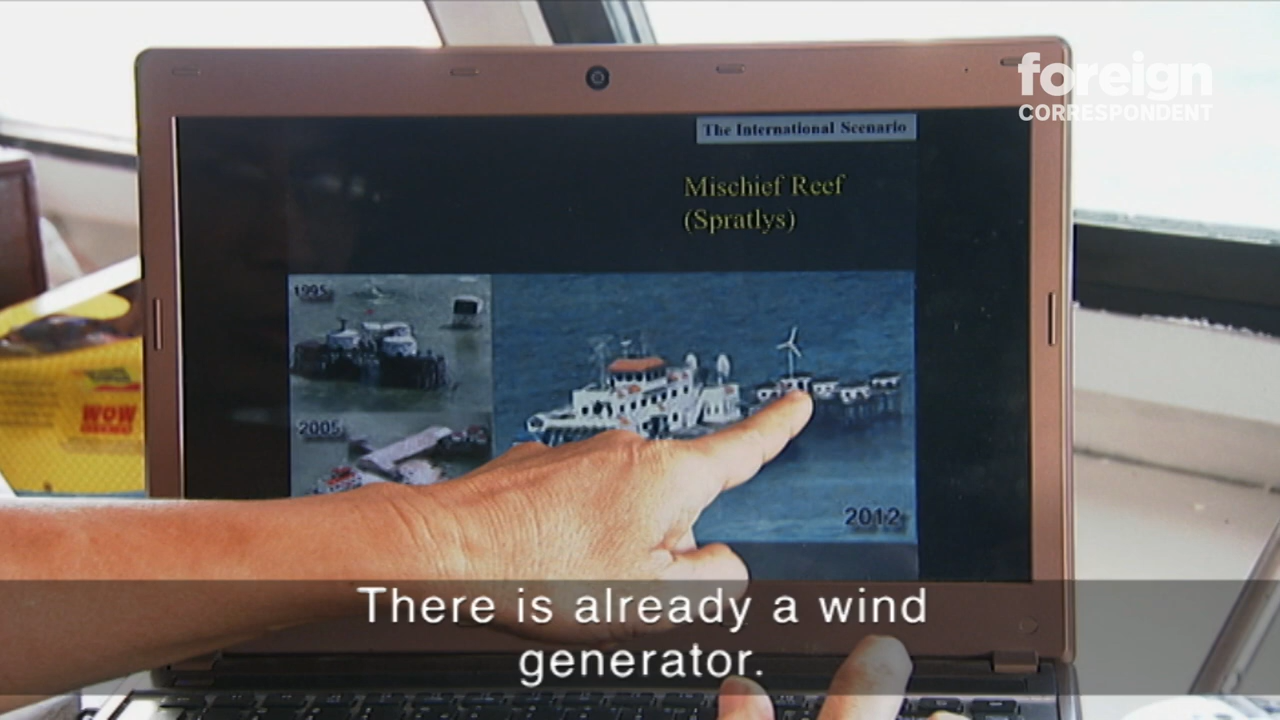 foreign
CORRESPONDENT
The International Scenario
Mischief Reef
(Spratlys)
1995
2005
2012
WOW
There is already a wind
generator.